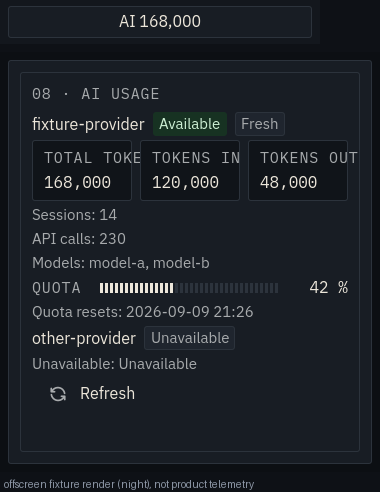 AI 168,000
08 · AI USAGE
fixture-provider Available Fresh
TOTAL TOKE TOKENS IN TOKENS OUT
168,000 120,000 48,000
Sessions: 14
API calls: 230
Models: model-a, model-b
QUOTA 42 %
Quota resets: 2026-09-09 21:26
other-provider Unavailable
Unavailable: Unavailable
Refresh
offscreen fixture render (night), not product telemetry